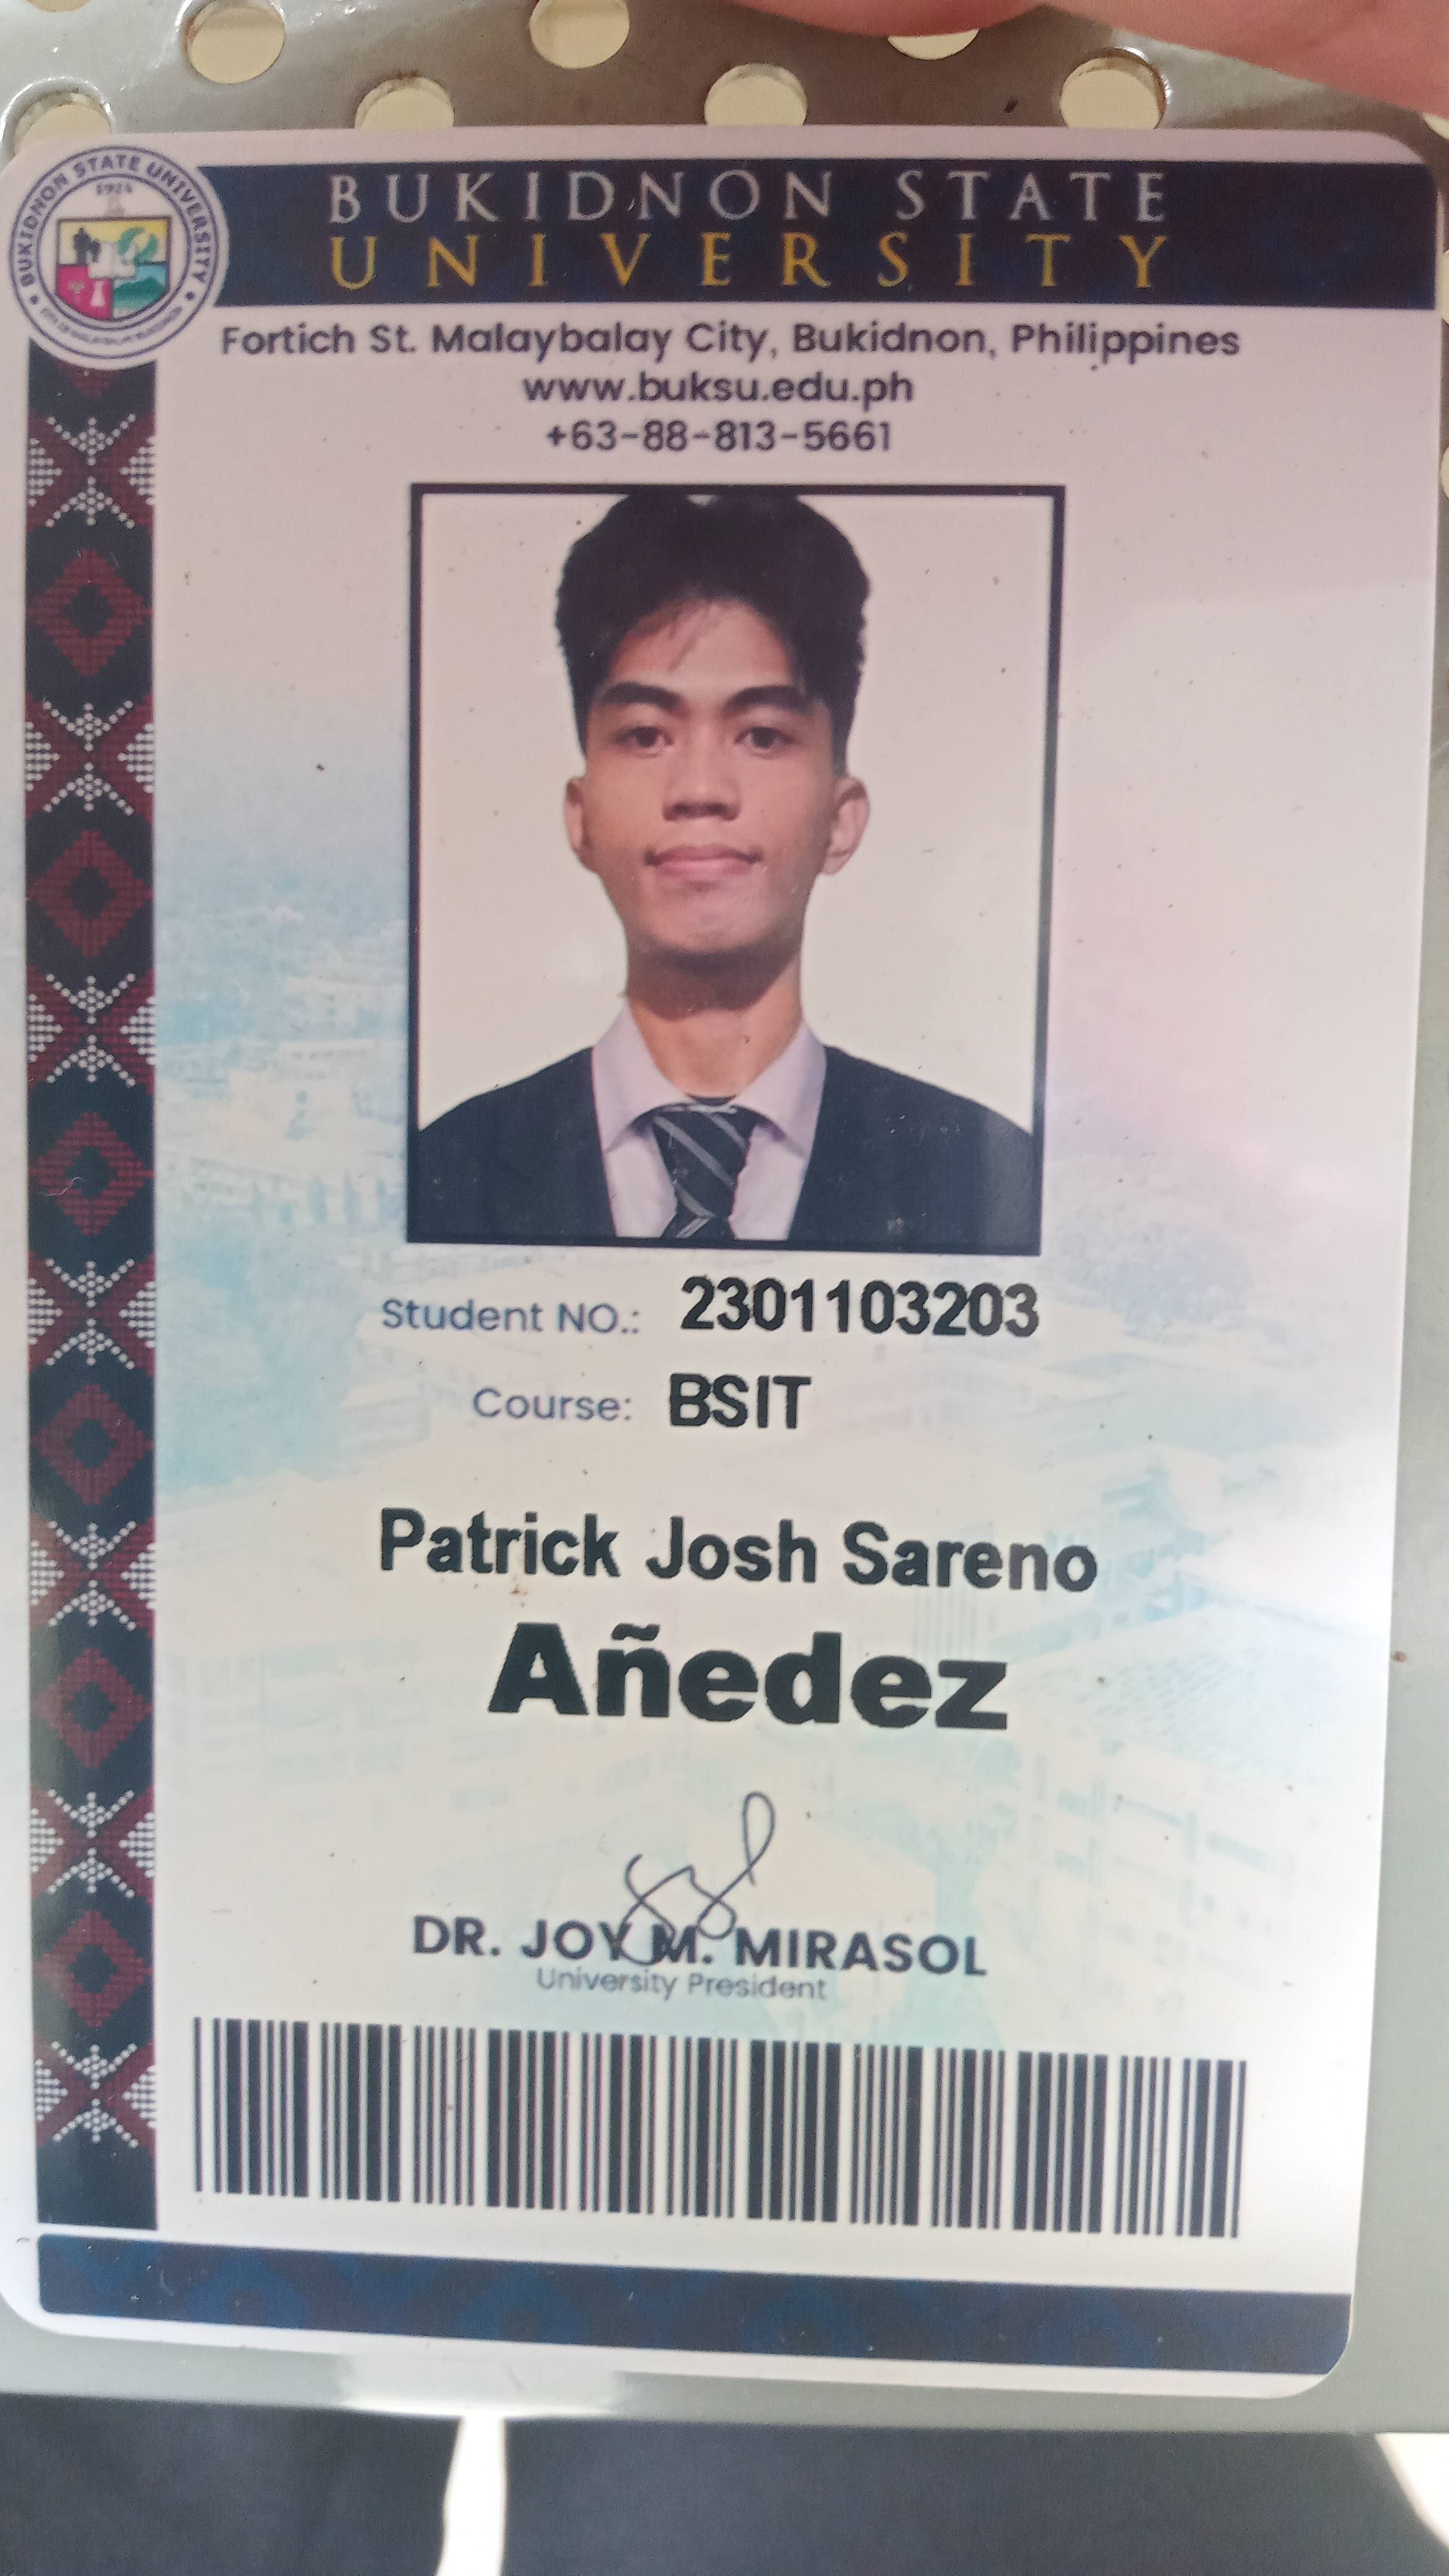 BUKIDNON STATE UNIVERSITY
1924
BUKIDNON STATE
UNIVERSITY
Fortich St. Malaybalay City, Bukidnon, Philippines
www.buksu.edu.ph
+63-88-813-5661
Student NO.: 2301103203
Course: BSIT
Patrick Josh Sareno
Añedez
DR. JOY M. MIRASOL
University President